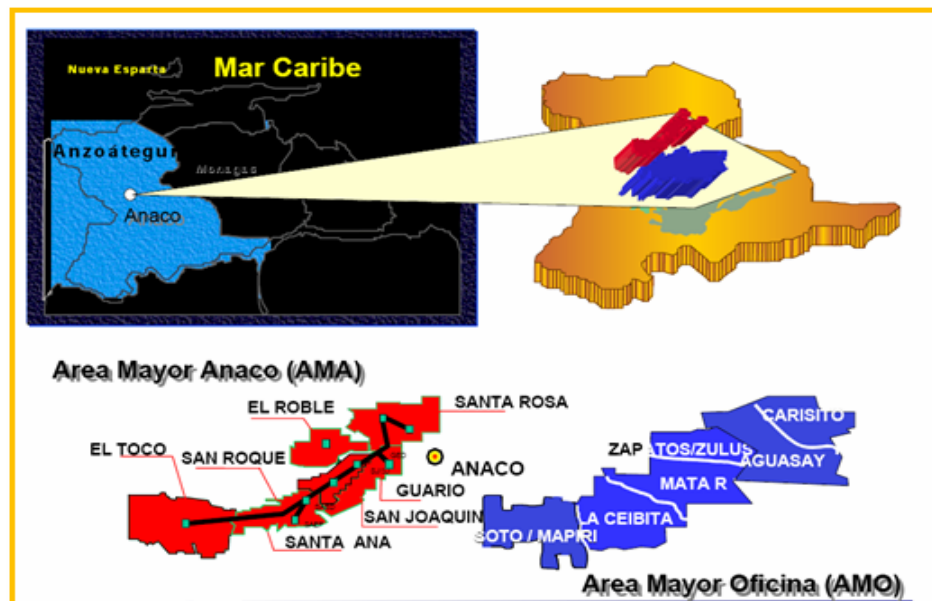 Nueva Esparta
Mar Caribe
Anzoátegui
Monagas
Anaco
Area Mayor Anaco (AMA)
EL ROBLE
SANTA ROSA
EL TOCO
SAN ROQUE
ANACO
GUARIO
SAN JOAQUIN
SANTA ANA
CARISITO
ZAPATOS/ZULUS
AGUASAY
MATA R
LA CEIBITA
SOTO / MAPIRI
Area Mayor Oficina (AMO)